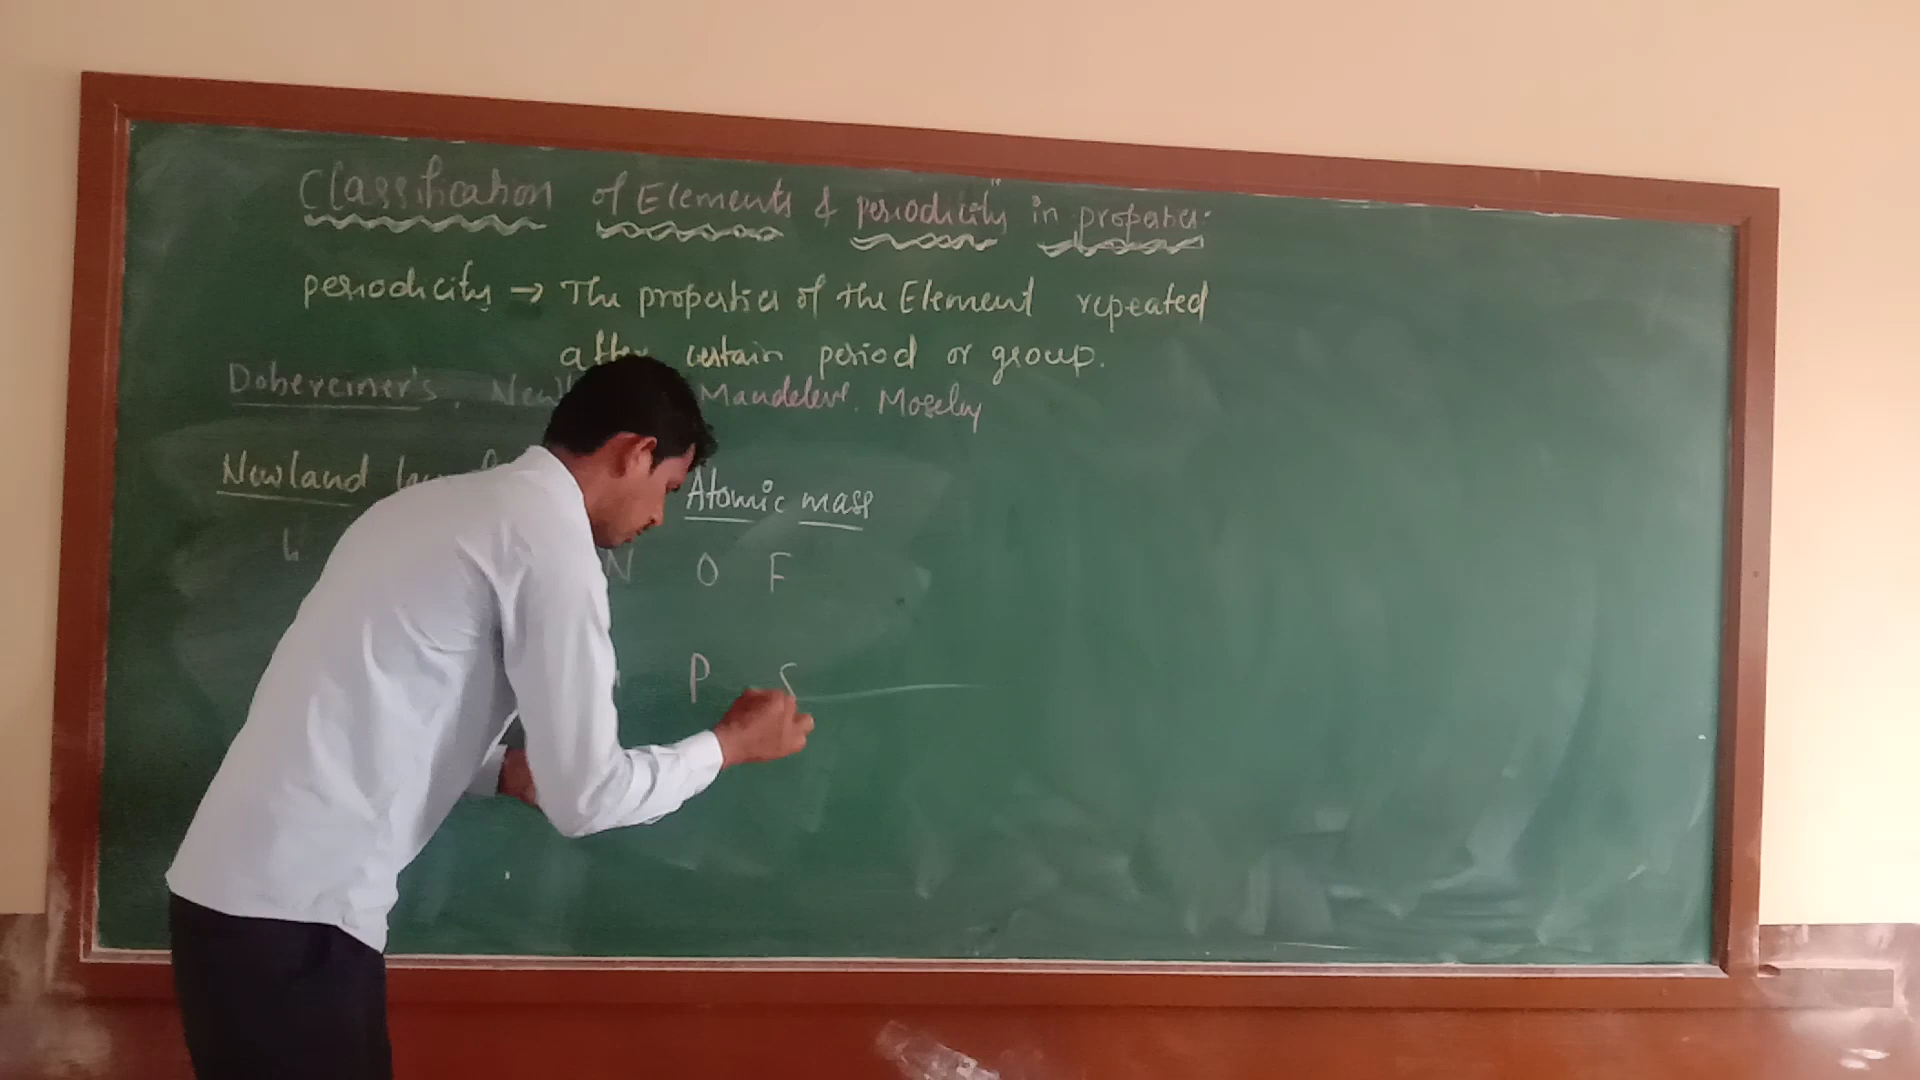 Classification of Elements & periodicity in properties
periodicity → The properties of the Element repeated
after certain period or group.
Dobereiner's, Mandeleve. Moseley
Newland Atomic mass
N O F
P S